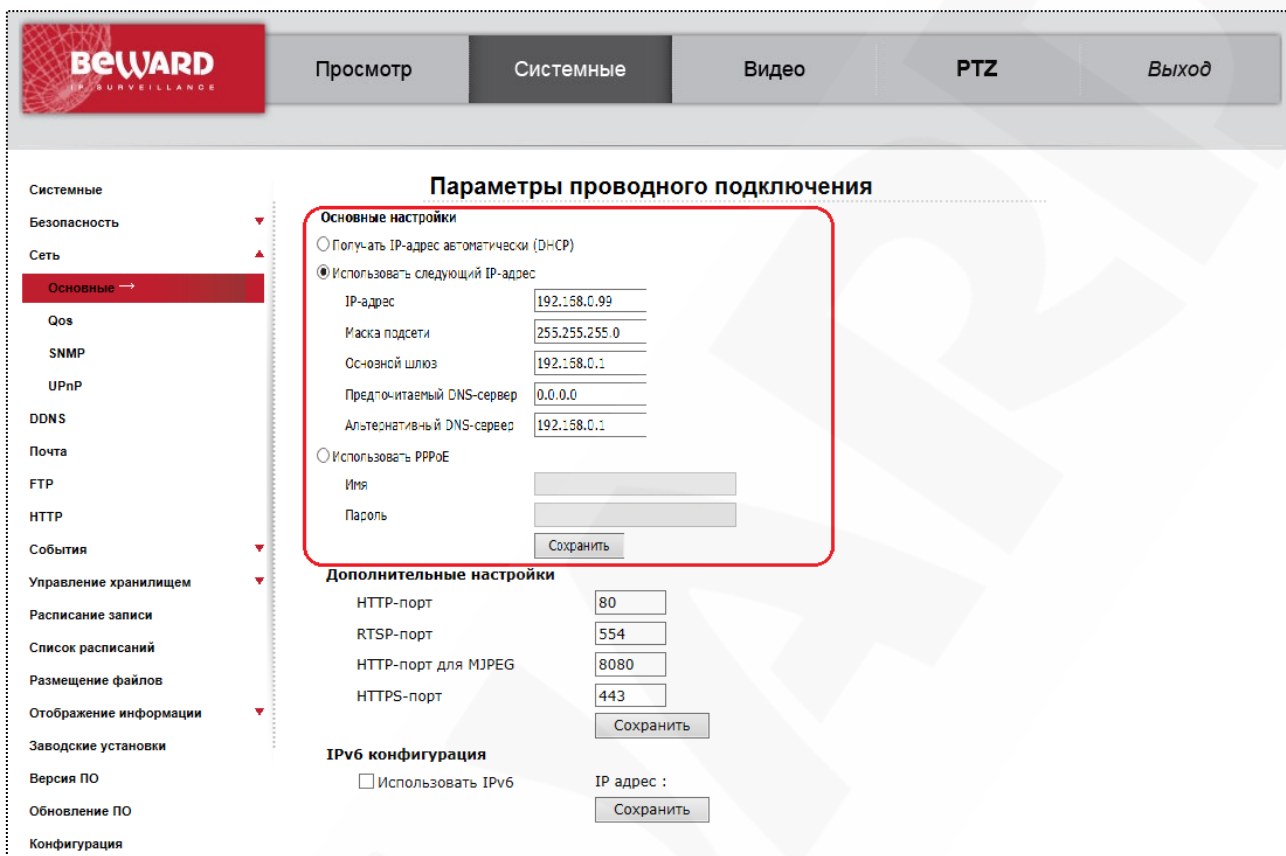 BEWARD
IP SURVEILLANCE
Просмотр
Системные
Видео
PTZ
Выход
Системные
Безопасность
Сеть
Основные →
Qos
SNMP
UPnP
DDNS
Почта
FTP
HTTP
События
Управление хранилищем
Расписание записи
Список расписаний
Размещение файлов
Отображение информации
Заводские установки
Версия ПО
Обновление ПО
Конфигурация
Параметры проводного подключения
Основные настройки
Получать IP-адрес автоматически (DHCP)
Использовать следующий IP-адрес
IP-адрес 192.168.0.99
Маска подсети 255.255.255.0
Основной шлюз 192.168.0.1
Предпочитаемый DNS-сервер 0.0.0.0
Альтернативный DNS-сервер 192.168.0.1
Использовать PPPoE
Имя
Пароль
Сохранить
Дополнительные настройки
HTTP-порт 80
RTSP-порт 554
HTTP-порт для MJPEG 8080
HTTPS-порт 443
Сохранить
IPv6 конфигурация
Использовать IPv6 IP адрес :
Сохранить